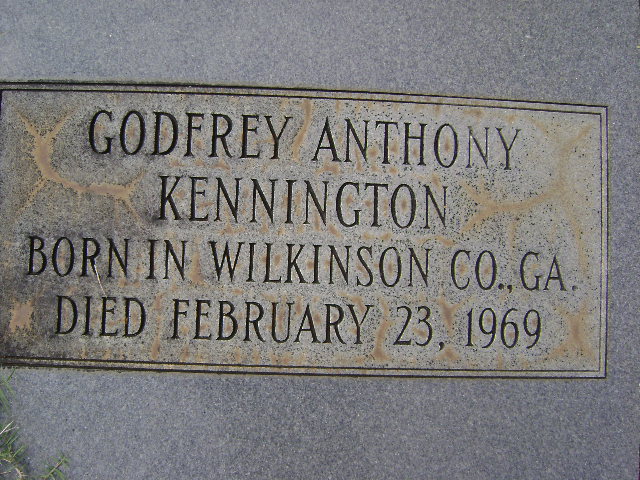 GODFREY ANTHONY
KENNINGTON
BORN IN WILKINSON CO., GA.
DIED FEBRUARY 23, 1969